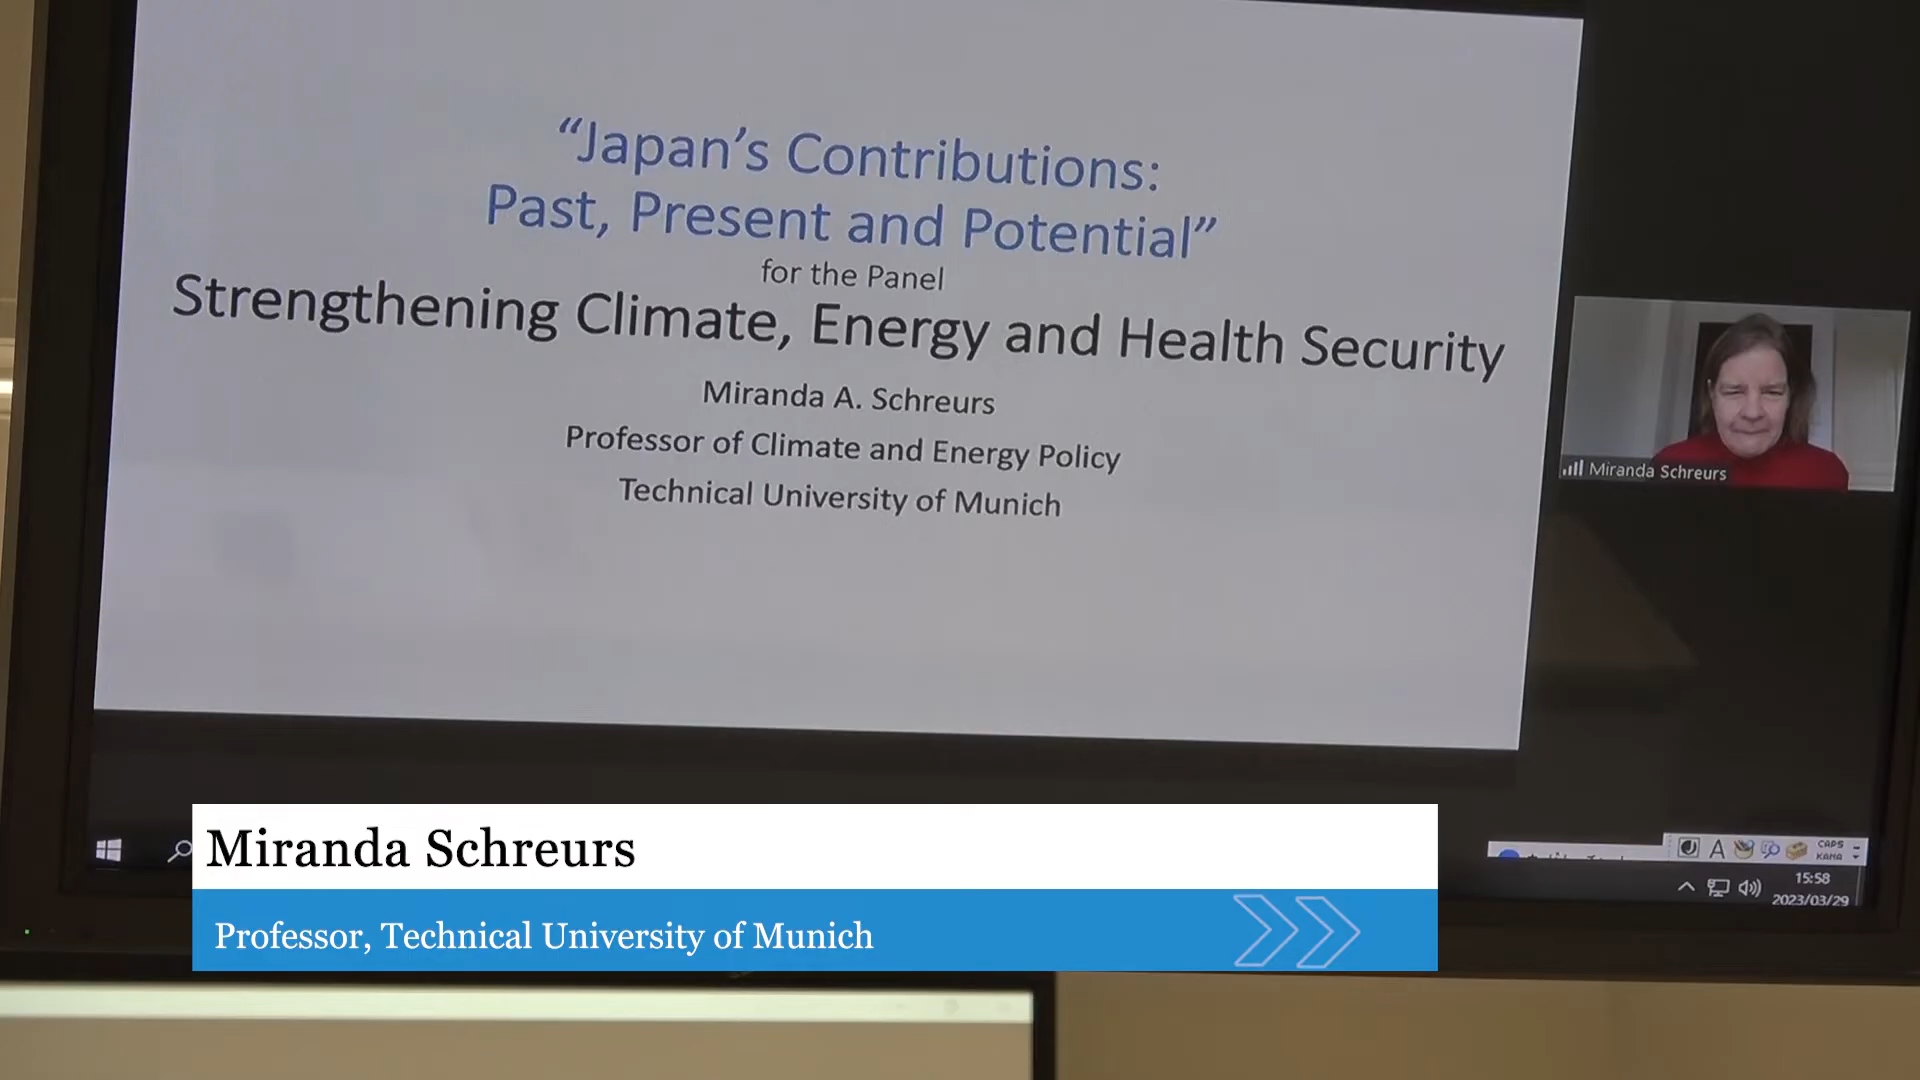 “Japan’s Contributions:
Past, Present and Potential”
for the Panel
Strengthening Climate, Energy and Health Security
Miranda A. Schreurs
Professor of Climate and Energy Policy
Technical University of Munich
Miranda Schreurs
Miranda Schreurs
Professor, Technical University of Munich
A
CAPS
KANA
15:58
2023/03/29